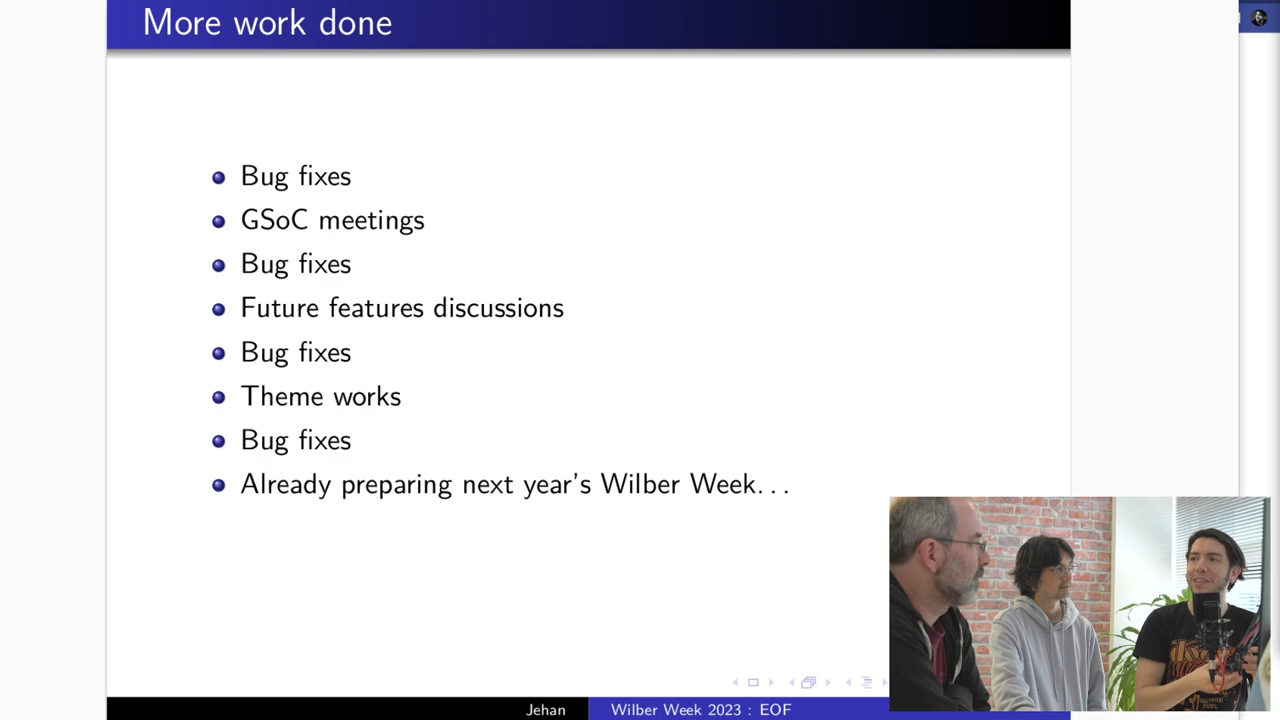 More work done
Bug fixes
GSoC meetings
Bug fixes
Future features discussions
Bug fixes
Theme works
Bug fixes
Already preparing next year's Wilber Week...
Jehan
Wilber Week 2023 : EOF